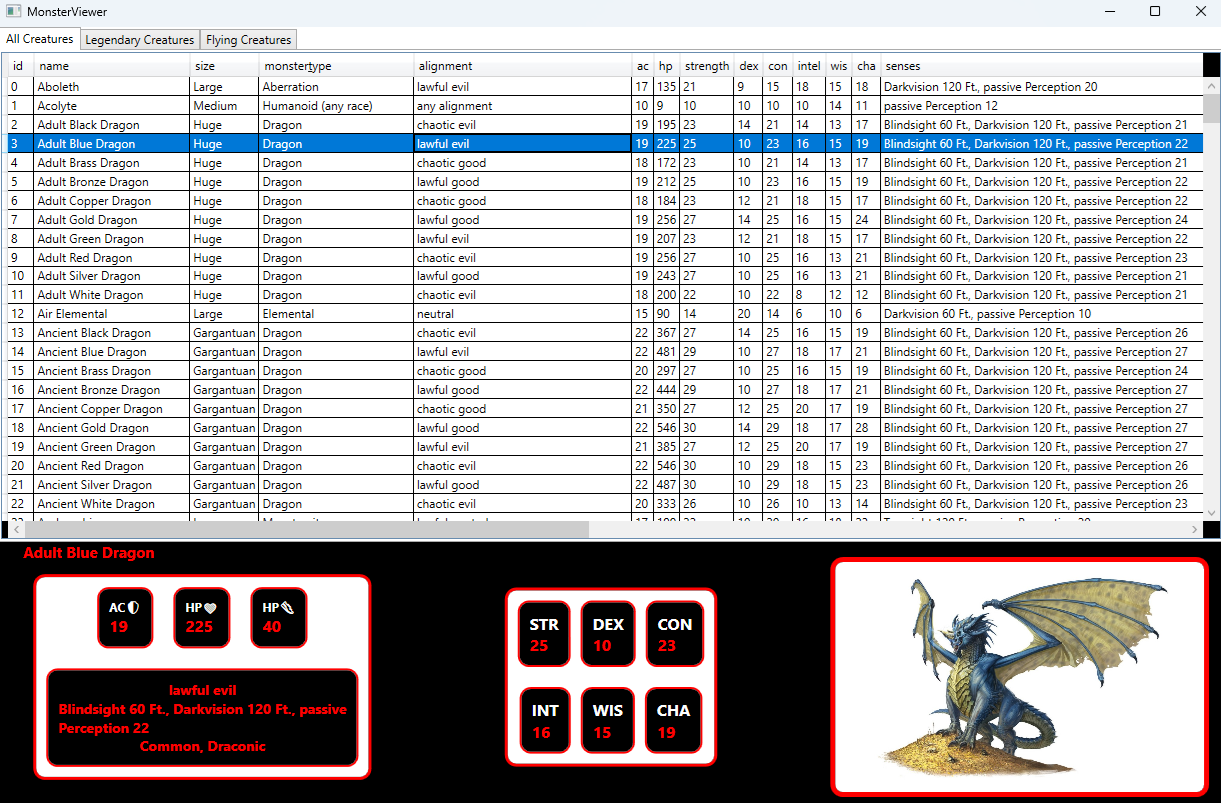 MonsterViewer
All Creatures Legendary Creatures Flying Creatures
id name size monstertype alignment ac hp strength dex con intel wis cha senses
0 Aboleth Large Aberration lawful evil 17 135 21 9 15 18 15 18 Darkvision 120 Ft., passive Perception 20
1 Acolyte Medium Humanoid (any race) any alignment 10 9 10 10 10 10 14 11 passive Perception 12
2 Adult Black Dragon Huge Dragon chaotic evil 19 195 23 14 21 14 13 17 Blindsight 60 Ft., Darkvision 120 Ft., passive Perception 21
3 Adult Blue Dragon Huge Dragon lawful evil 19 225 25 10 23 16 15 19 Blindsight 60 Ft., Darkvision 120 Ft., passive Perception 22
4 Adult Brass Dragon Huge Dragon chaotic good 18 172 23 10 21 14 13 17 Blindsight 60 Ft., Darkvision 120 Ft., passive Perception 21
5 Adult Bronze Dragon Huge Dragon lawful good 19 212 25 10 23 16 15 19 Blindsight 60 Ft., Darkvision 120 Ft., passive Perception 22
6 Adult Copper Dragon Huge Dragon chaotic good 18 184 23 12 21 18 15 17 Blindsight 60 Ft., Darkvision 120 Ft., passive Perception 22
7 Adult Gold Dragon Huge Dragon lawful good 19 256 27 14 25 16 15 24 Blindsight 60 Ft., Darkvision 120 Ft., passive Perception 24
8 Adult Green Dragon Huge Dragon lawful evil 19 207 23 12 21 18 15 17 Blindsight 60 Ft., Darkvision 120 Ft., passive Perception 22
9 Adult Red Dragon Huge Dragon chaotic evil 19 256 27 10 25 16 13 21 Blindsight 60 Ft., Darkvision 120 Ft., passive Perception 23
10 Adult Silver Dragon Huge Dragon lawful good 19 243 27 10 25 16 13 21 Blindsight 60 Ft., Darkvision 120 Ft., passive Perception 21
11 Adult White Dragon Huge Dragon chaotic evil 18 200 22 10 22 8 12 12 Blindsight 60 Ft., Darkvision 120 Ft., passive Perception 21
12 Air Elemental Large Elemental neutral 15 90 14 20 14 6 10 6 Darkvision 60 Ft., passive Perception 10
13 Ancient Black Dragon Gargantuan Dragon chaotic evil 22 367 27 14 25 16 15 19 Blindsight 60 Ft., Darkvision 120 Ft., passive Perception 26
14 Ancient Blue Dragon Gargantuan Dragon lawful evil 22 481 29 10 27 18 17 21 Blindsight 60 Ft., Darkvision 120 Ft., passive Perception 27
15 Ancient Brass Dragon Gargantuan Dragon chaotic good 20 297 27 10 25 16 15 19 Blindsight 60 Ft., Darkvision 120 Ft., passive Perception 24
16 Ancient Bronze Dragon Gargantuan Dragon lawful good 22 444 29 10 27 18 17 21 Blindsight 60 Ft., Darkvision 120 Ft., passive Perception 27
17 Ancient Copper Dragon Gargantuan Dragon chaotic good 21 350 27 12 25 20 17 19 Blindsight 60 Ft., Darkvision 120 Ft., passive Perception 27
18 Ancient Gold Dragon Gargantuan Dragon lawful good 22 546 30 14 29 18 17 28 Blindsight 60 Ft., Darkvision 120 Ft., passive Perception 27
19 Ancient Green Dragon Gargantuan Dragon lawful evil 21 385 27 12 25 20 17 19 Blindsight 60 Ft., Darkvision 120 Ft., passive Perception 27
20 Ancient Red Dragon Gargantuan Dragon chaotic evil 22 546 30 10 29 18 15 23 Blindsight 60 Ft., Darkvision 120 Ft., passive Perception 26
21 Ancient Silver Dragon Gargantuan Dragon lawful good 22 487 30 10 29 18 15 23 Blindsight 60 Ft., Darkvision 120 Ft., passive Perception 26
22 Ancient White Dragon Gargantuan Dragon chaotic evil 20 333 26 10 26 10 13 14 Blindsight 60 Ft., Darkvision 120 Ft., passive Perception 23
Adult Blue Dragon
AC HP HP
19 225 40
lawful evil
Blindsight 60 Ft., Darkvision 120 Ft., passive
Perception 22
Common, Draconic
STR DEX CON
25 10 23
INT WIS CHA
16 15 19